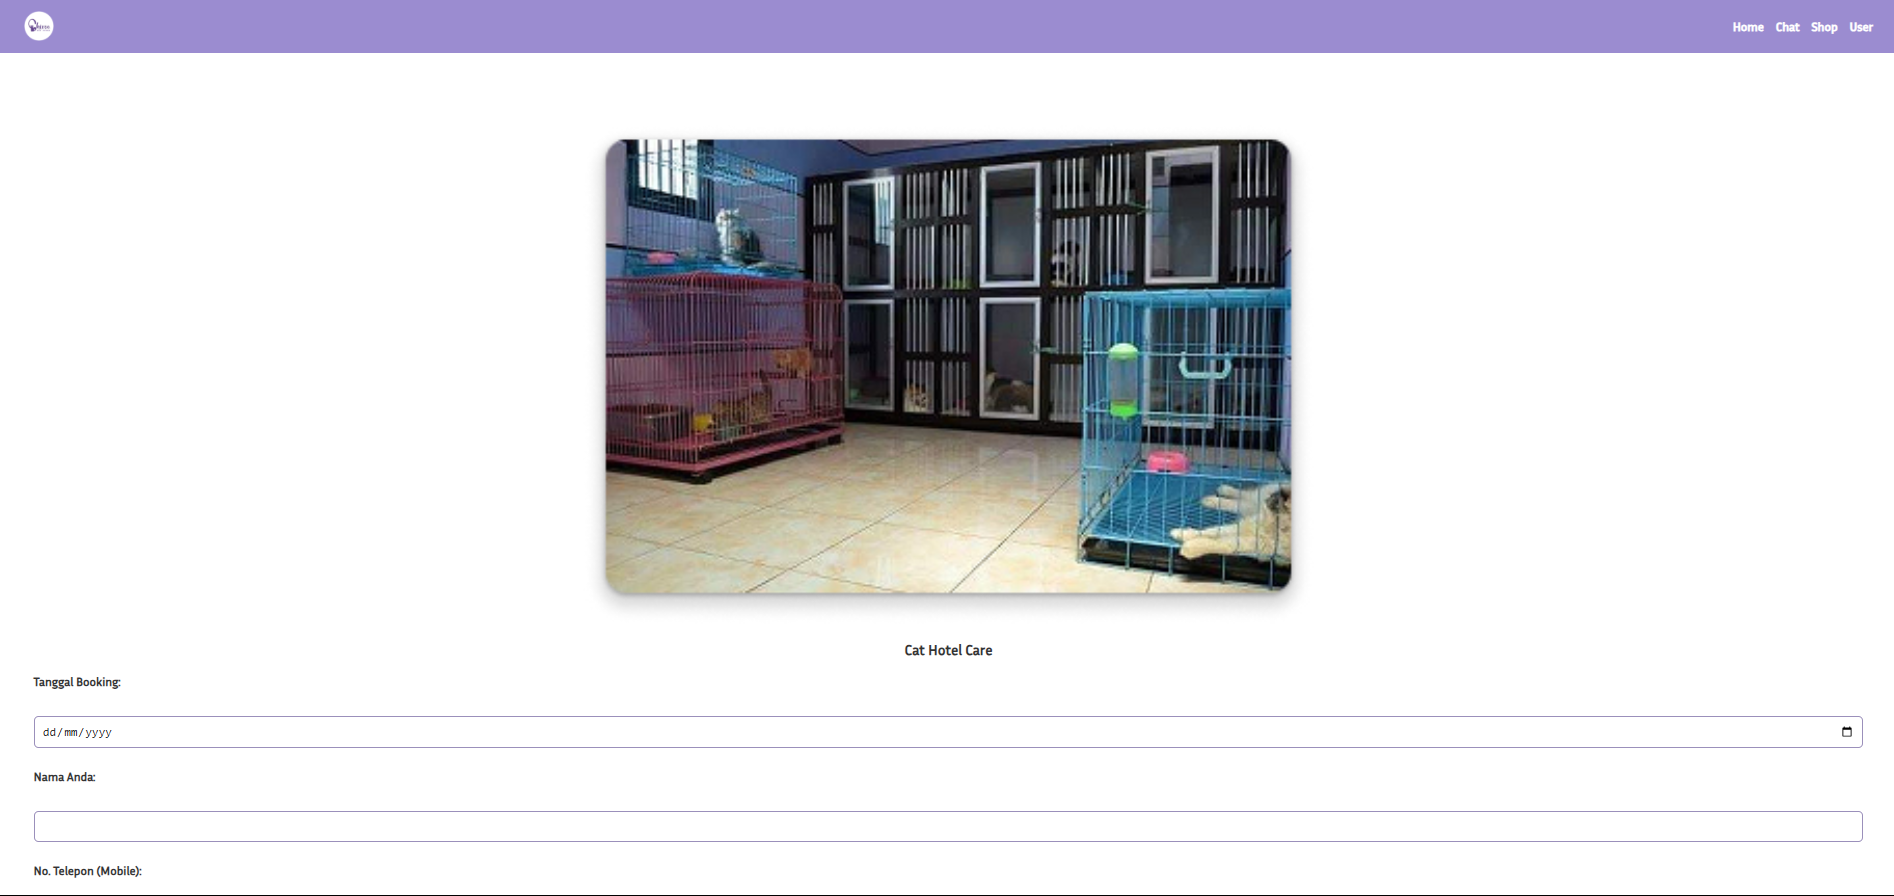 Home Chat Shop User
Cat Hotel Care
Tanggal Booking:
dd/mm/yyyy
Nama Anda:
No. Telepon (Mobile):